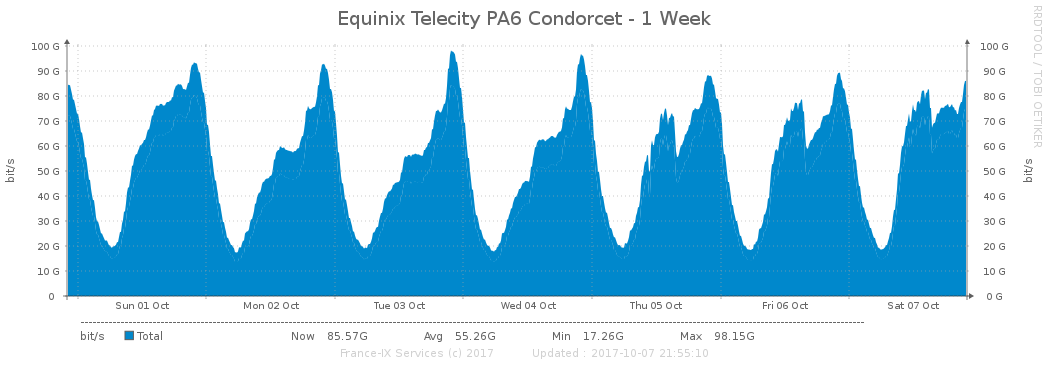 Equinix Telecity PA6 Condorcet - 1 Week
RRDTOOL / TOBI OETIKER
bit/s
100 G
90 G
80 G
70 G
60 G
50 G
40 G
30 G
20 G
10 G
0
100 G
90 G
80 G
70 G
60 G
50 G
40 G
30 G
20 G
10 G
0 G
bit/s
Sun 01 Oct Mon 02 Oct Tue 03 Oct Wed 04 Oct Thu 05 Oct Fri 06 Oct Sat 07 Oct
bit/s Total Now 85.57G Avg 55.26G Min 17.26G Max 98.15G
France-IX Services (c) 2017 Updated : 2017-10-07 21:55:10